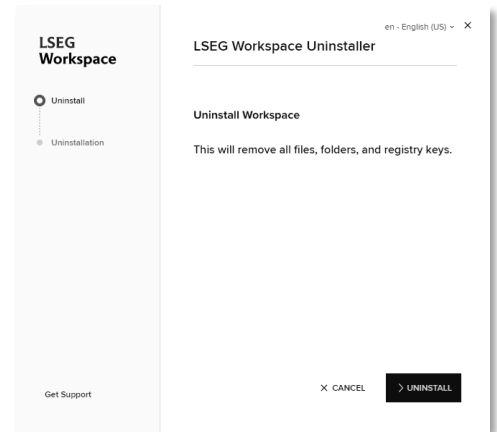 en - English (US)
LSEG
Workspace
LSEG Workspace Uninstaller
Uninstall
Uninstall Workspace
Uninstallation
This will remove all files, folders, and registry keys.
Get Support
CANCEL
UNINSTALL